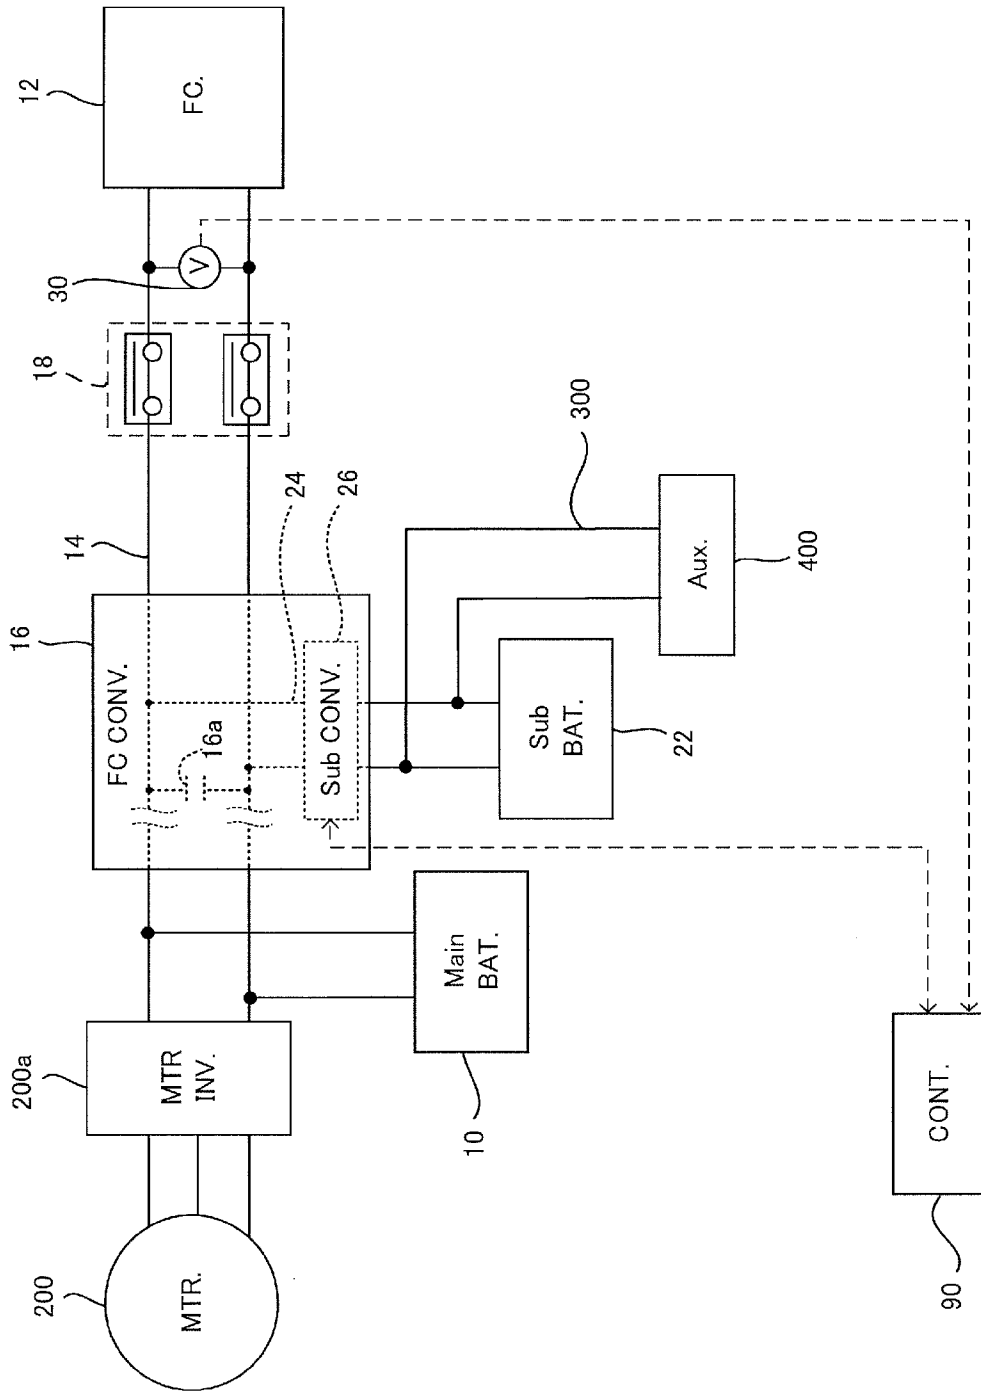 12
FC.
30
V
18
14
24
26
300
16
FC CONV.
16a
Sub CONV.
Aux.
400
Sub
BAT.
22
Main
BAT.
10
200a
MTR
INV.
200
MTR.
CONT.
90